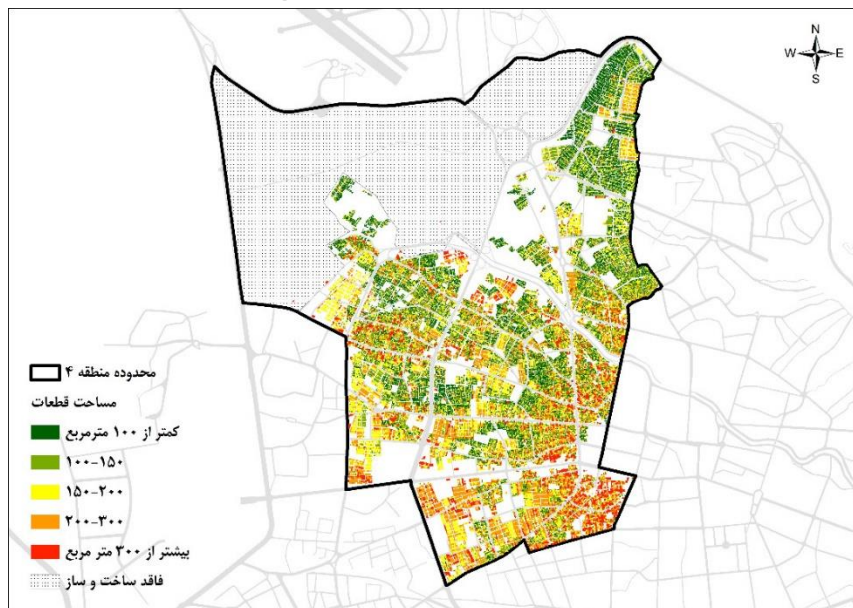 N
W E
S
محدوده منطقه ۴
مساحت قطعات
کمتر از ۱۰۰ مترمربع
۱۰۰-۱۵۰
۱۵۰-۲۰۰
۲۰۰-۳۰۰
بیشتر از ۳۰۰ متر مربع
فاقد ساخت و ساز